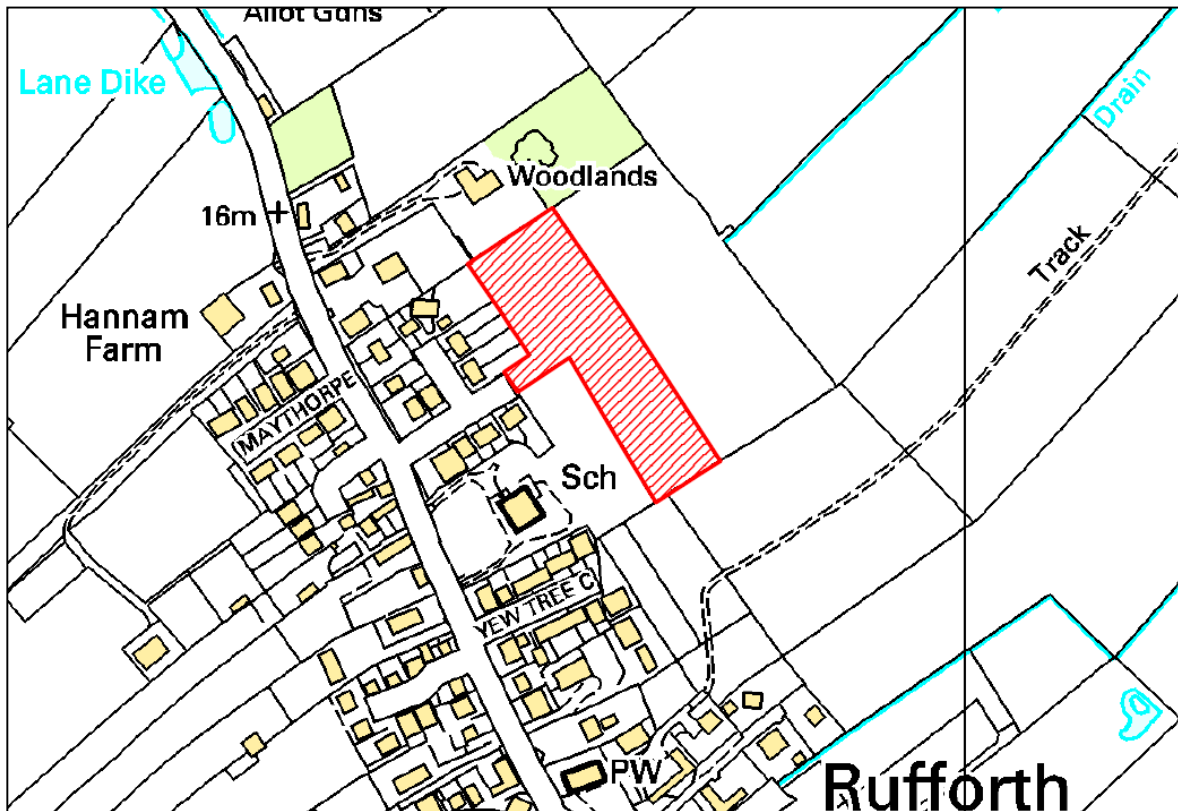 Allot Gdns
Lane Dike
Drain
Woodlands
16m
Track
Hannam
Farm
MAYTHORPE
Sch
YEW TREE C
PW
Rufforth